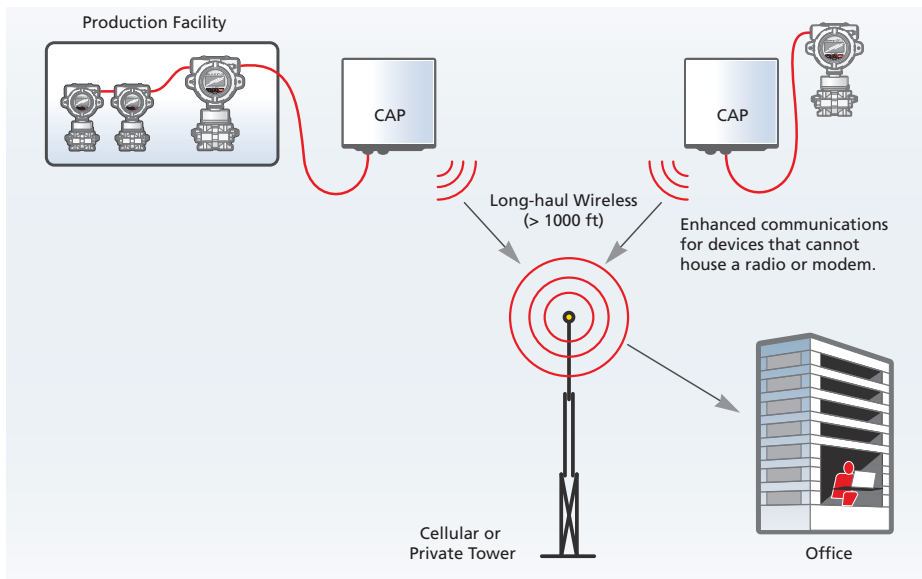 Production Facility
CAP
CAP
Long-haul Wireless
(> 1000 ft)
Enhanced communications
for devices that cannot
house a radio or modem.
Cellular or
Private Tower
Office